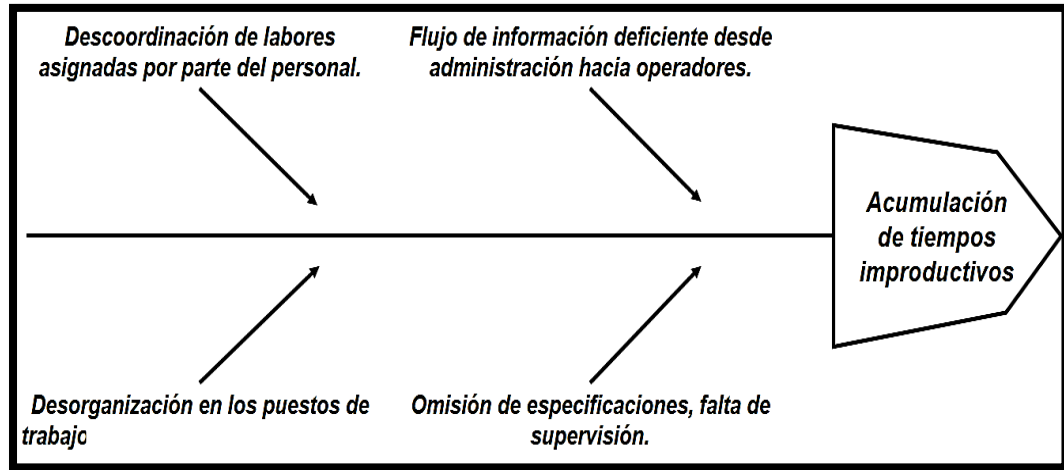 Descoordinación de labores
asignadas por parte del personal.
Flujo de información deficiente desde
administración hacia operadores.
Acumulación
de tiempos
improductivos
Desorganización en los puestos de
trabajo
Omisión de especificaciones, falta de
supervisión.